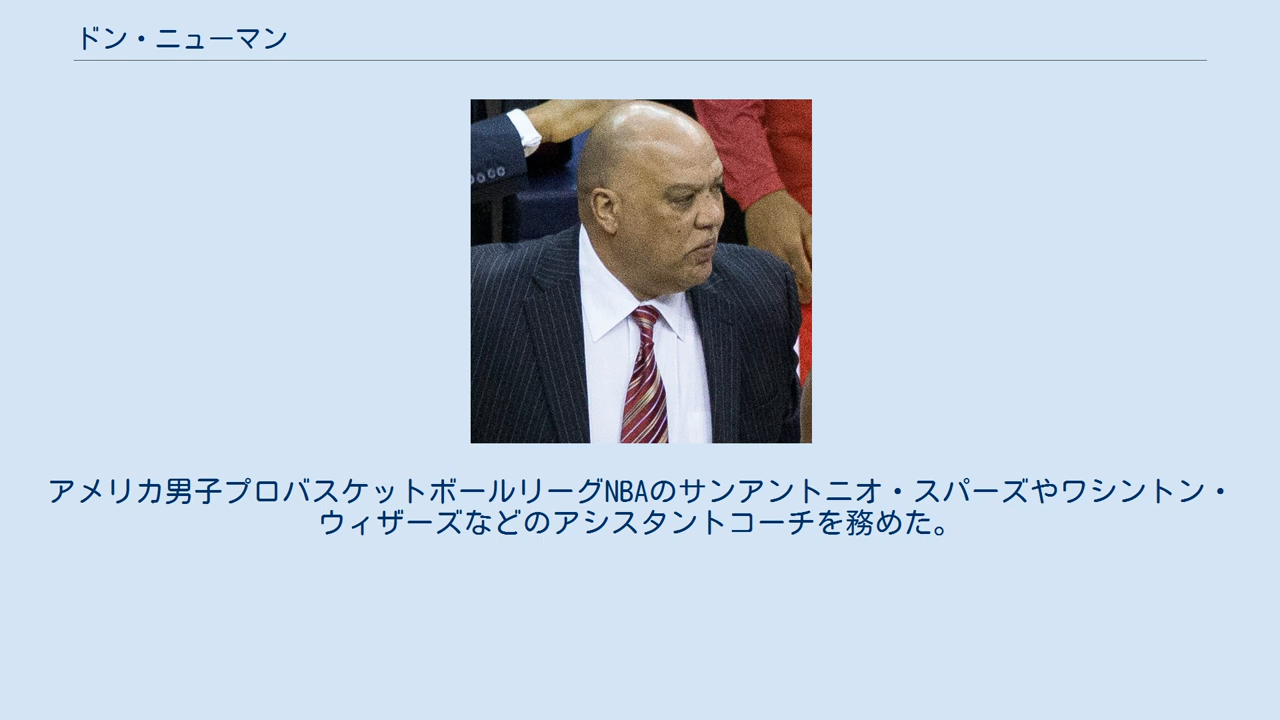 ドン・ニューマン
アメリカ男子プロバスケットボールリーグNBAのサンアントニオ・スパーズやワシントン・
ウィザーズなどのアシスタントコーチを務めた。